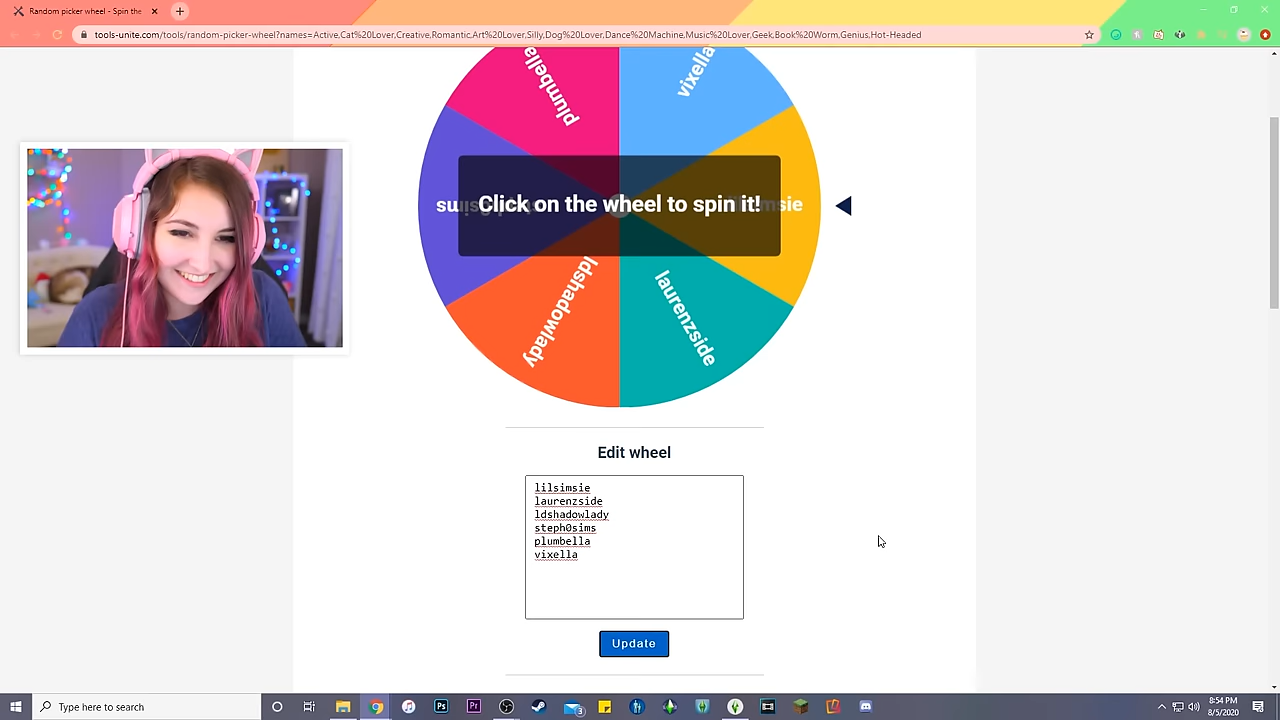 Random picker wheel - Spin the
tools-unite.com/tools/random-picker-wheel?names=Active,Cat%20Lover,Creative,Romantic,Art%20Lover,Silly,Dog%20Lover,Dance%20Machine,Music%20Lover,Geek,Book%20Worm,Genius,Hot-Headed
plumbella
vixella
Click on the wheel to spin it!
ldshadowlady
laurenzside
Edit wheel
lilsimsie
laurenzside
ldshadowlady
steph0sims
plumbella
vixella
Update
Type here to search
3
8:54 PM
8/5/2020